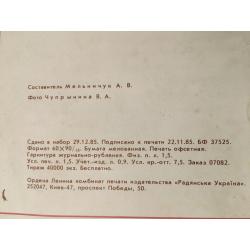 Составитель Мельничук А. В.
Фото Чупрынина В. А.
Сдано в набор 29.12.85. Подписано к печати 22.11.85. БФ 37525.
Формат 60X90/16. Бумага мелованная. Печать офсетная.
Гарнитура журнально-рубленая. Физ. п. л. 1,5.
Усл.-печ. л. 1,5. Учет-изд. л. 0,9. Усл. кр.-отт. 7,5. Заказ 07082.
Тираж 40000 экз. Бесплатно.
Ордена Ленина комбинат печати издательства «Радянська Україна»,
252047, Киев-47, проспект Победы, 50.